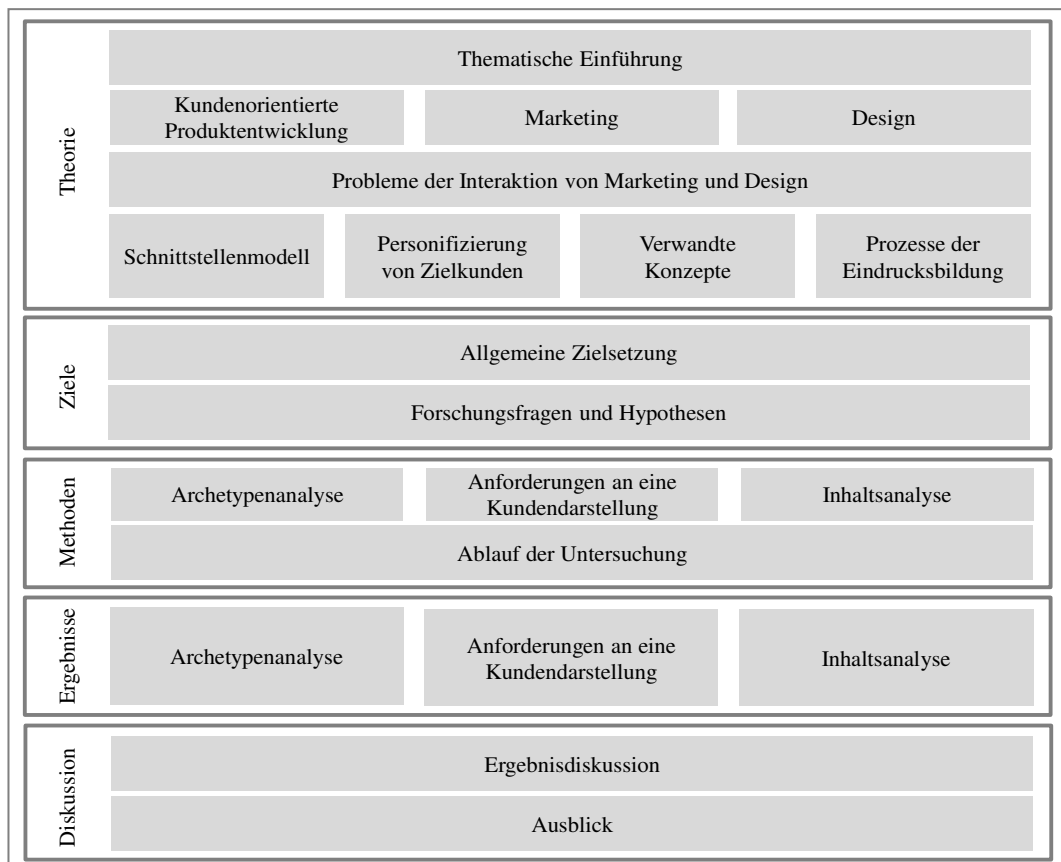 Theorie
Thematische Einführung
Kundenorientierte
Produktentwicklung
Marketing
Design
Probleme der Interaktion von Marketing und Design
Schnittstellenmodell
Personifizierung
von Zielkunden
Verwandte
Konzepte
Prozesse der
Eindrucksbildung
Ziele
Allgemeine Zielsetzung
Forschungsfragen und Hypothesen
Methoden
Archetypenanalyse
Anforderungen an eine
Kundendarstellung
Inhaltsanalyse
Ablauf der Untersuchung
Ergebnisse
Archetypenanalyse
Anforderungen an eine
Kundendarstellung
Inhaltsanalyse
Diskussion
Ergebnisdiskussion
Ausblick